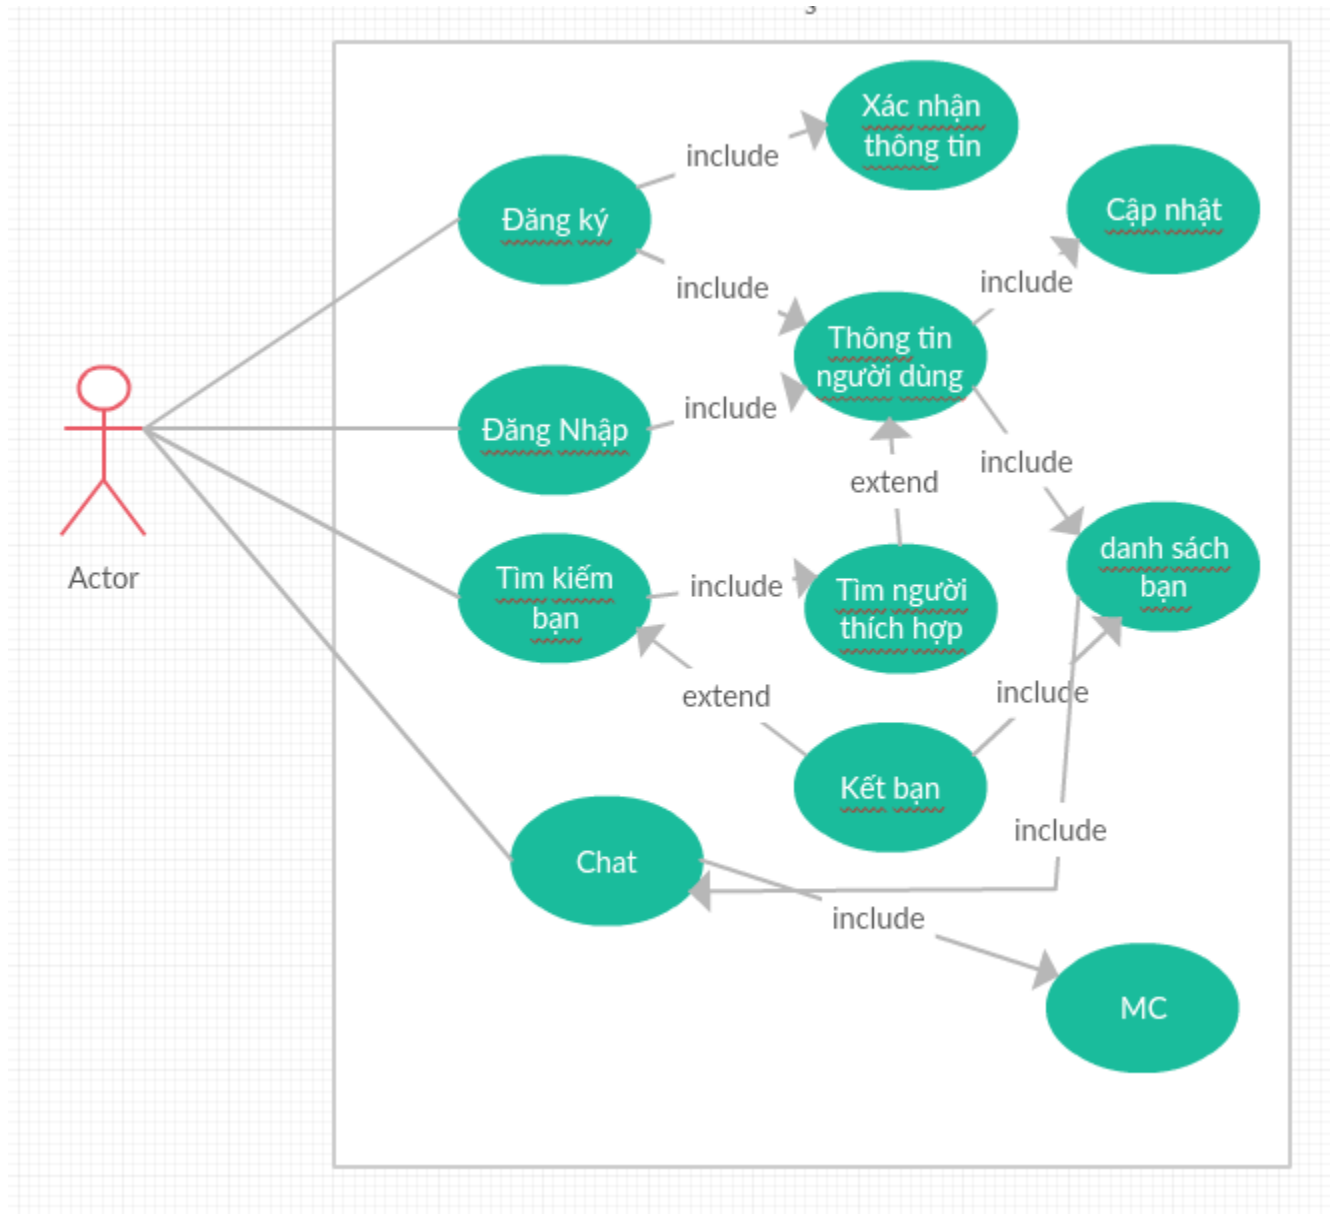 Xác nhận
thông tin
include
Đăng ký
Cập nhật
include
include
Thông tin
người dùng
include
Đăng Nhập
extend
include
danh sách
bạn
Actor
Tìm kiếm
bạn
include
Tìm người
thích hợp
extend
include
Kết bạn
include
Chat
include
MC